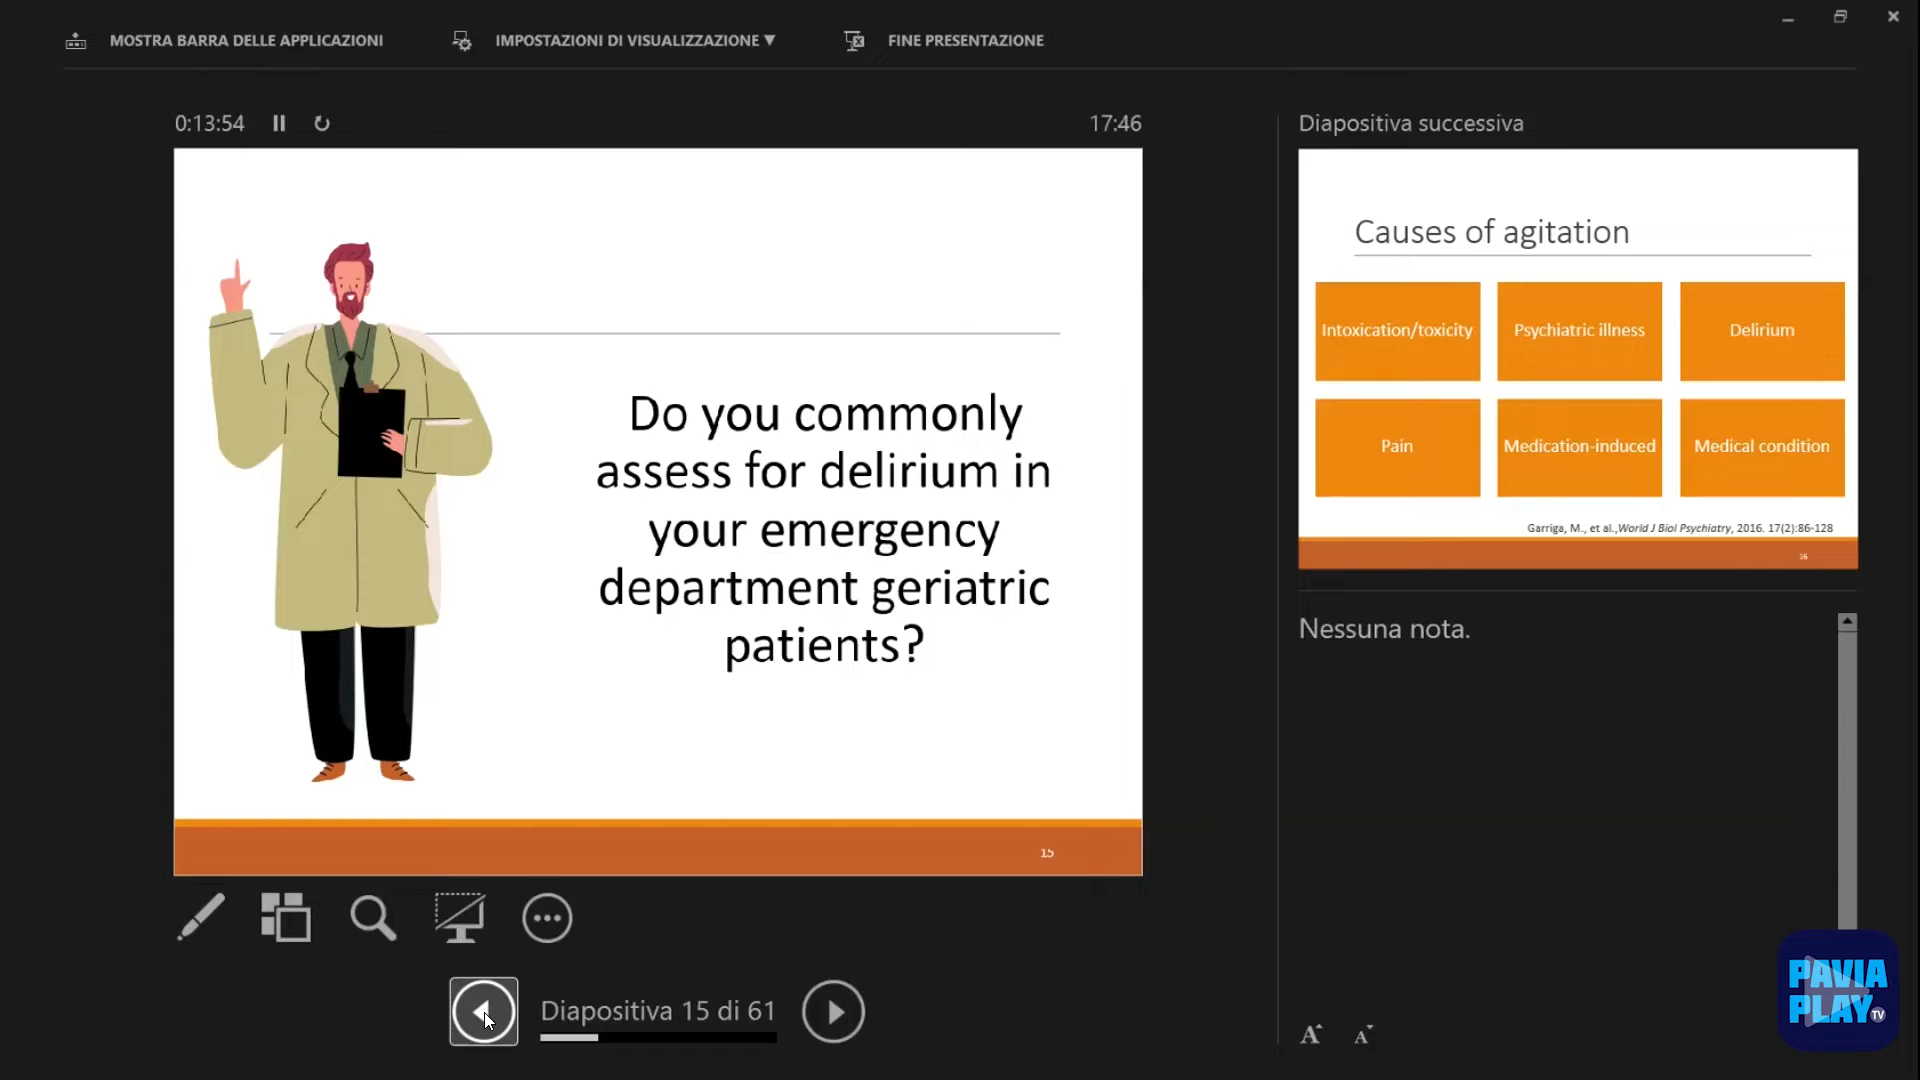 MOSTRA BARRA DELLE APPLICAZIONI
IMPOSTAZIONI DI VISUALIZZAZIONE ▼
FINE PRESENTAZIONE
0:13:54
17:46
Do you commonly
assess for delirium in
your emergency
department geriatric
patients?
15
Diapositiva 15 di 61
Diapositiva successiva
Causes of agitation
Intoxication/toxicity
Psychiatric illness
Delirium
Pain
Medication-induced
Medical condition
Garriga, M., et al.,World J Biol Psychiatry, 2016. 17(2):86-128
16
Nessuna nota.
A A
PAVIA
PLAY TV